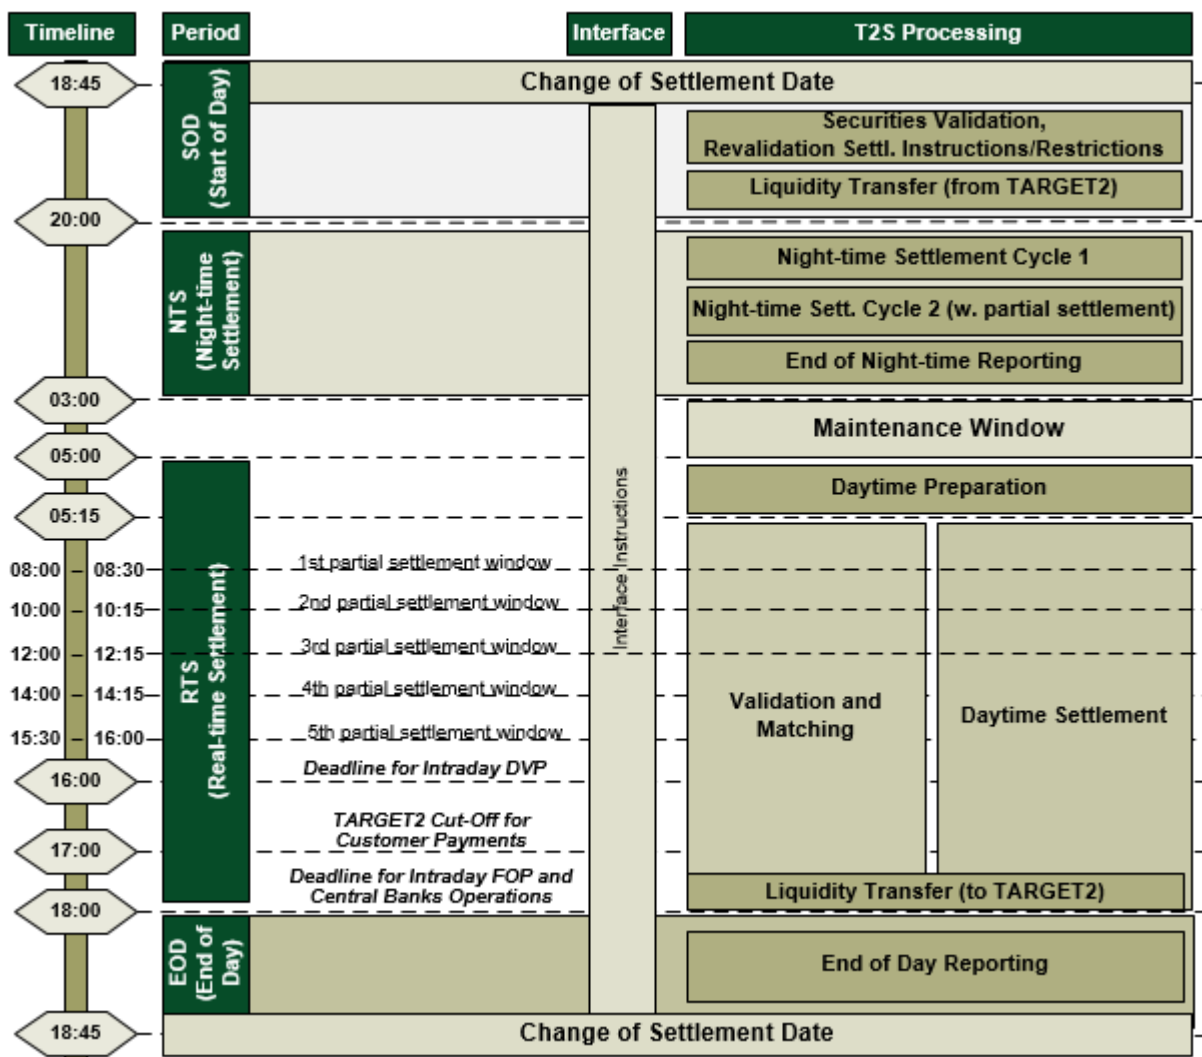 Timeline
Period
Interface
T2S Processing
18:45
Change of Settlement Date
SOD
(Start of Day)
Securities Validation,
Revalidation Settl. Instructions/Restrictions
Liquidity Transfer (from TARGET2)
20:00
NTS
(Night-time
Settlement)
Night-time Settlement Cycle 1
Night-time Sett. Cycle 2 (w. partial settlement)
End of Night-time Reporting
03:00
Maintenance Window
05:00
Interface Instructions
Daytime Preparation
05:15
RTS
(Real-time Settlement)
08:00 – 08:30
1st partial settlement window
10:00 – 10:15
2nd partial settlement window
12:00 – 12:15
3rd partial settlement window
14:00 – 14:15
4th partial settlement window
15:30 – 16:00
5th partial settlement window
Validation and
Matching
Daytime Settlement
Deadline for Intraday DVP
16:00
TARGET2 Cut-Off for
Customer Payments
17:00
Deadline for Intraday FOP and
Central Banks Operations
Liquidity Transfer (to TARGET2)
18:00
EOD
(End of
Day)
End of Day Reporting
18:45
Change of Settlement Date